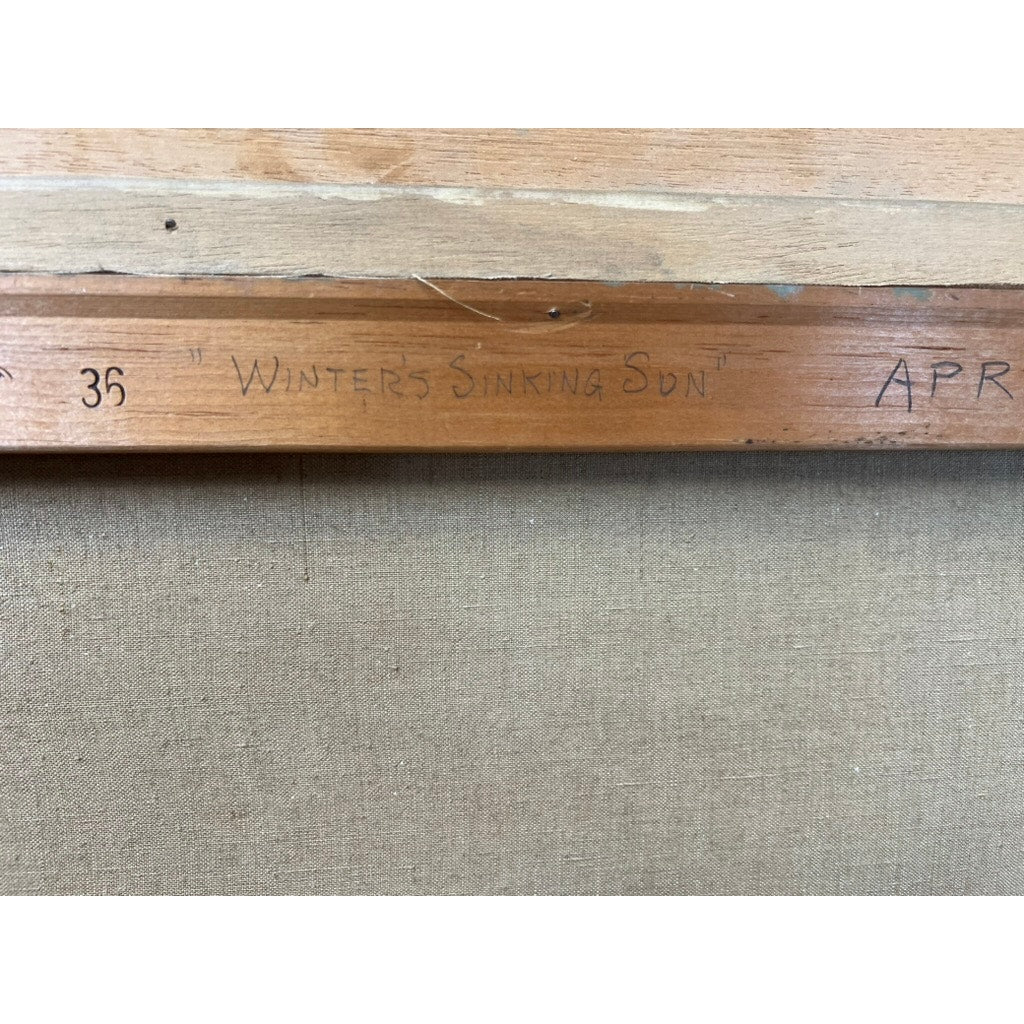 36 "WINTER'S SINKING SUN" APR